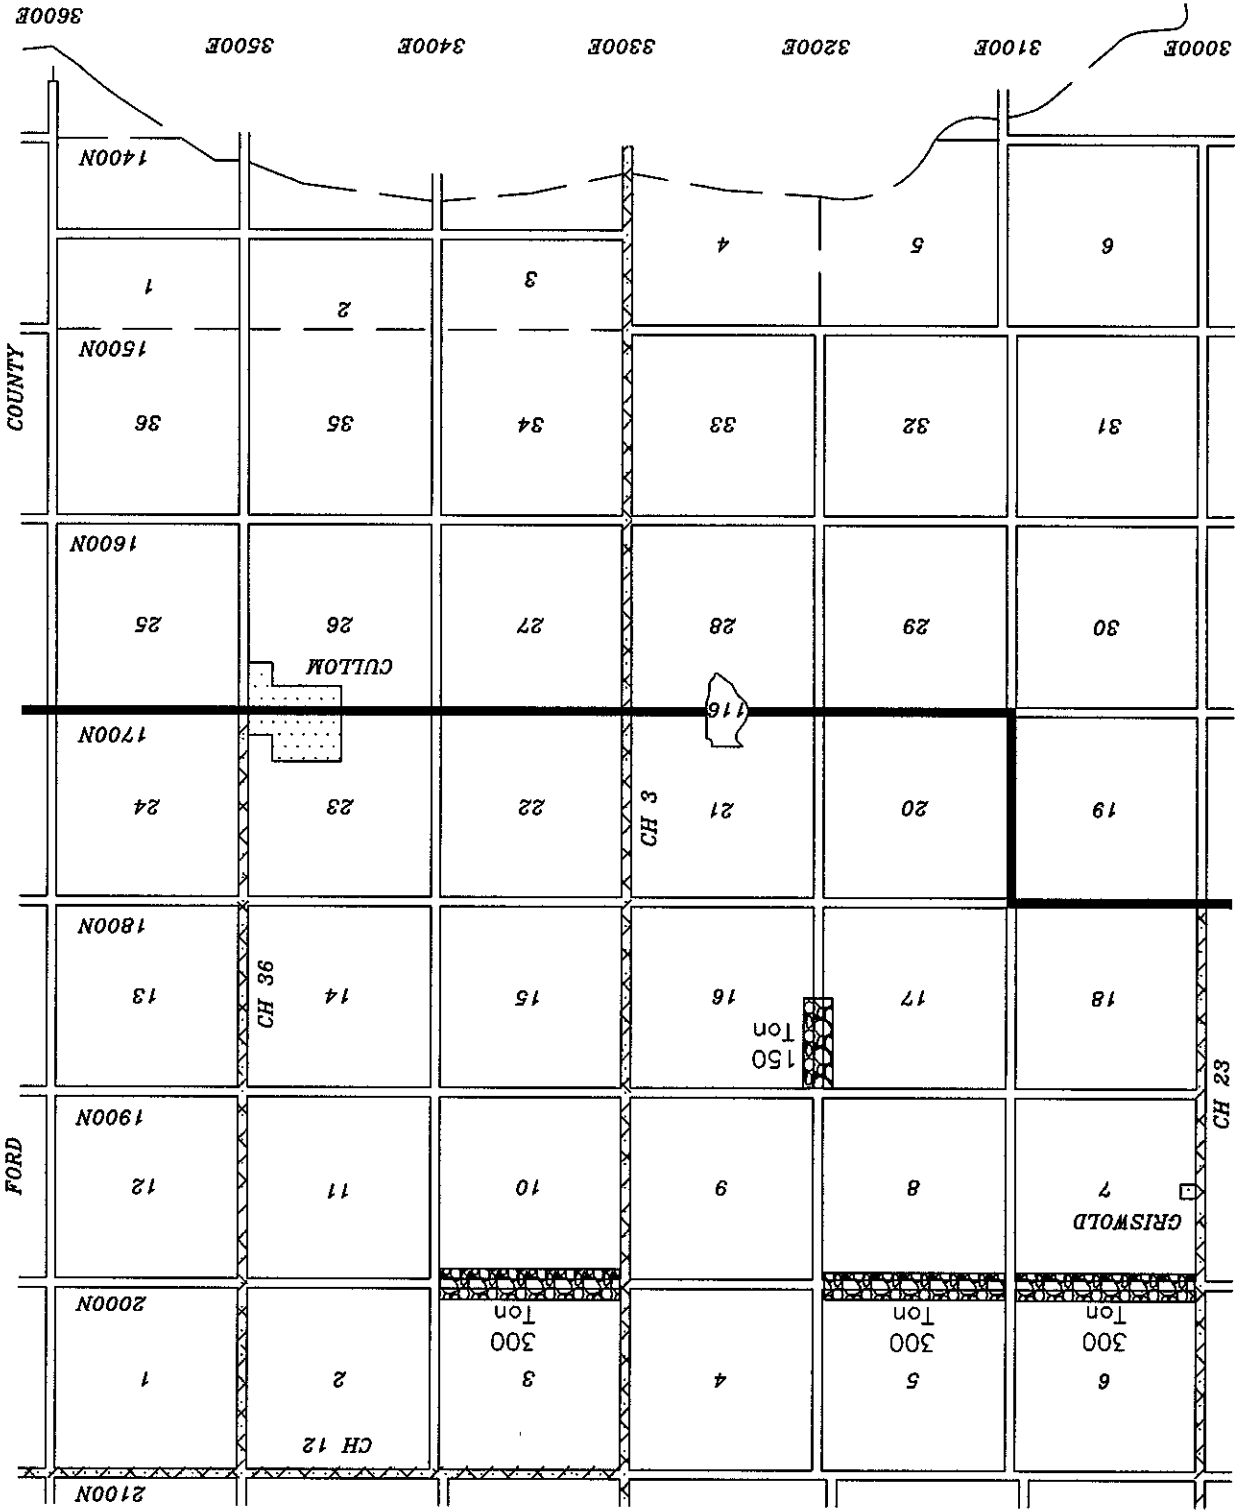 2100N
CH 12
6
5
4
3
2
1
300
Ton
300
Ton
300
Ton
2000N
GRISWOLD
7
8
9
10
11
12
FORD
1900N
CH 23
150
Ton
18
17
16
15
14
13
CH 36
1800N
19
20
21
CH 3
22
23
24
1700N
116
CULLOM
30
29
28
27
26
25
1600N
31
32
33
34
35
36
COUNTY
1500N
6
5
4
3
2
1
1400N
3000E
3100E
3200E
3300E
3400E
3500E
3600E